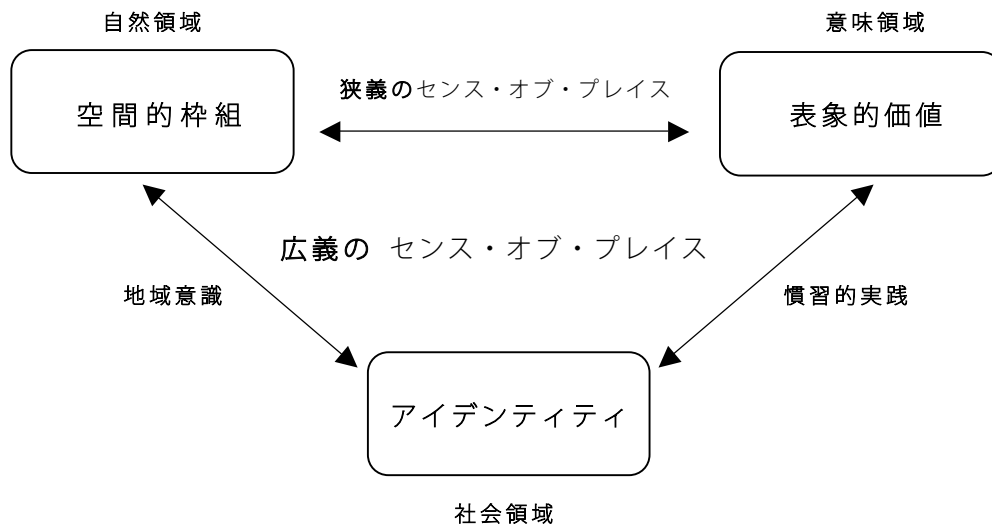 自然領域
意味領域
空間的枠組
狭義のセンス・オブ・プレイス
表象的価値
広義の センス・オブ・プレイス
地域意識
慣習的実践
アイデンティティ
社会領域